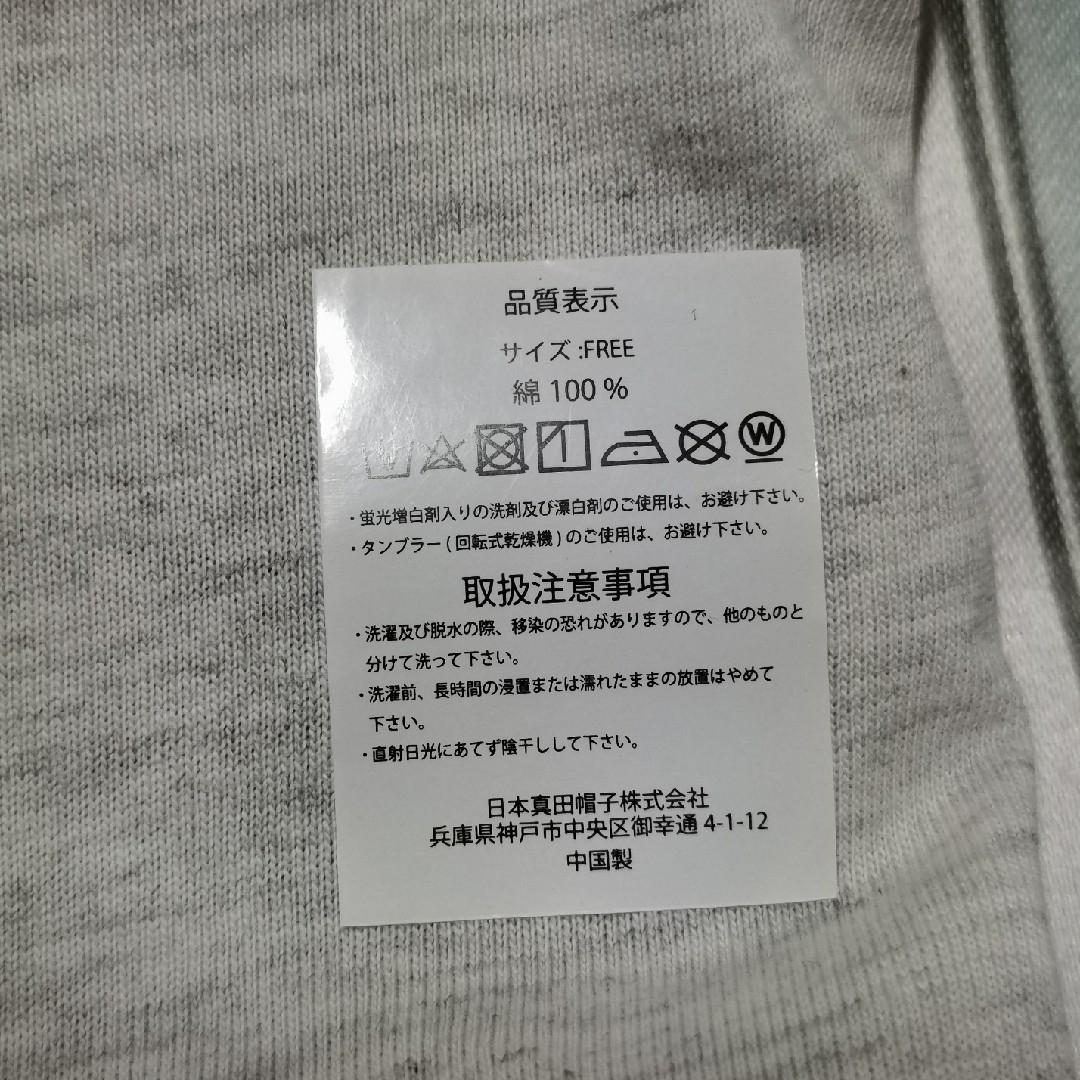 品質表示
サイズ:FREE
綿 100 %
W
・蛍光増白剤入りの洗剤及び漂白剤のご使用は、お避け下さい。
・タンブラー(回転式乾燥機)のご使用は、お避け下さい。
取扱注意事項
・洗濯及び脱水の際、移染の恐れがありますので、他のものと
分けて洗って下さい。
・洗濯前、長時間の浸置または濡れたままの放置はやめて
下さい。
・直射日光にあてず陰干しして下さい。
日本真田帽子株式会社
兵庫県神戸市中央区御幸通 4-1-12
中国製